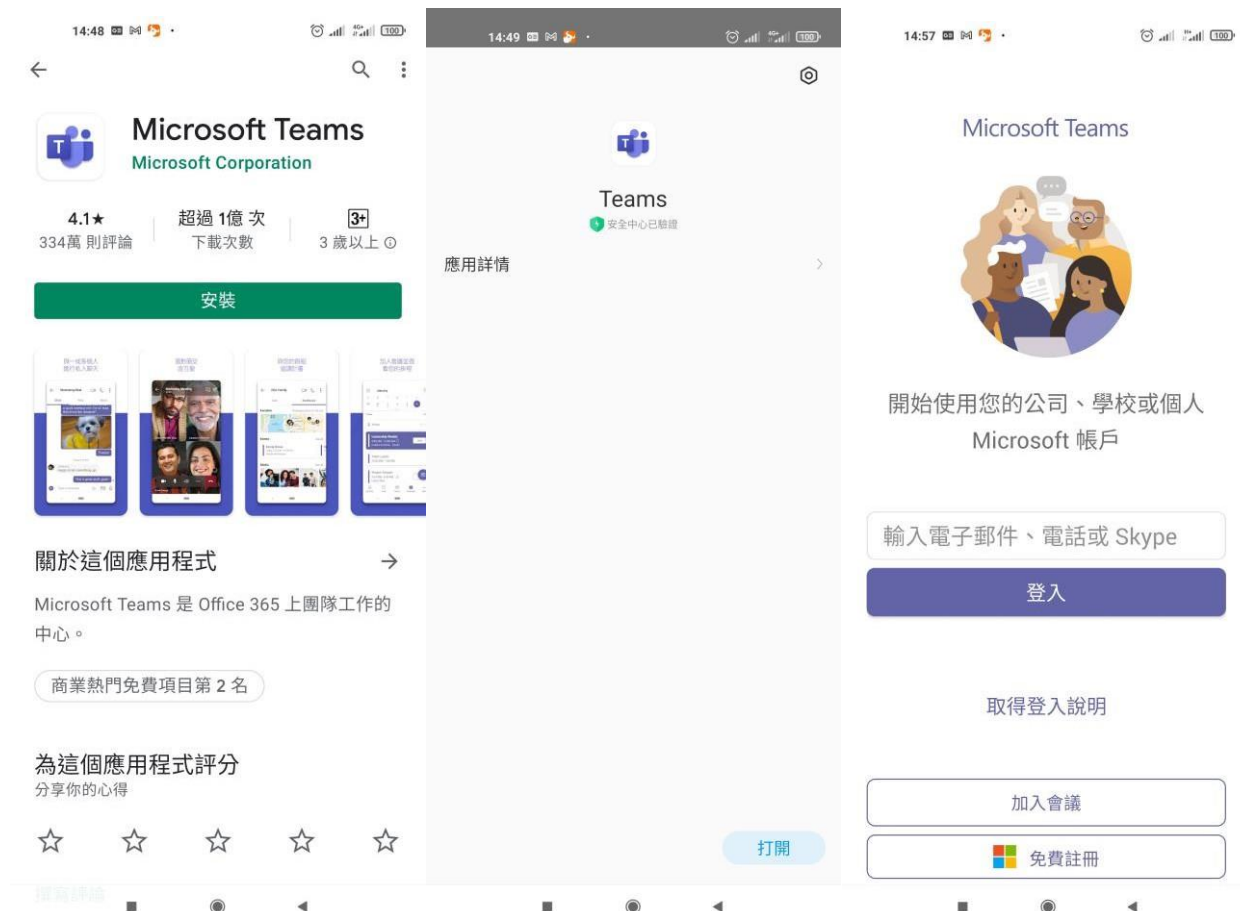 14:48
100
Microsoft Teams
Microsoft Corporation
4.1★
334萬 則評論
超過 1億 次
下載次數
3+
3 歲以上
安裝
關於這個應用程式
Microsoft Teams 是 Office 365 上團隊工作的
中心。
商業熱門免費項目第 2 名
為這個應用程式評分
分享你的心得
撰寫評論
14:49
100
Teams
安全中心已驗證
應用詳情
打開
14:57
100
Microsoft Teams
開始使用您的公司、學校或個人
Microsoft 帳戶
輸入電子郵件、電話或 Skype
登入
取得登入說明
加入會議
免費註冊